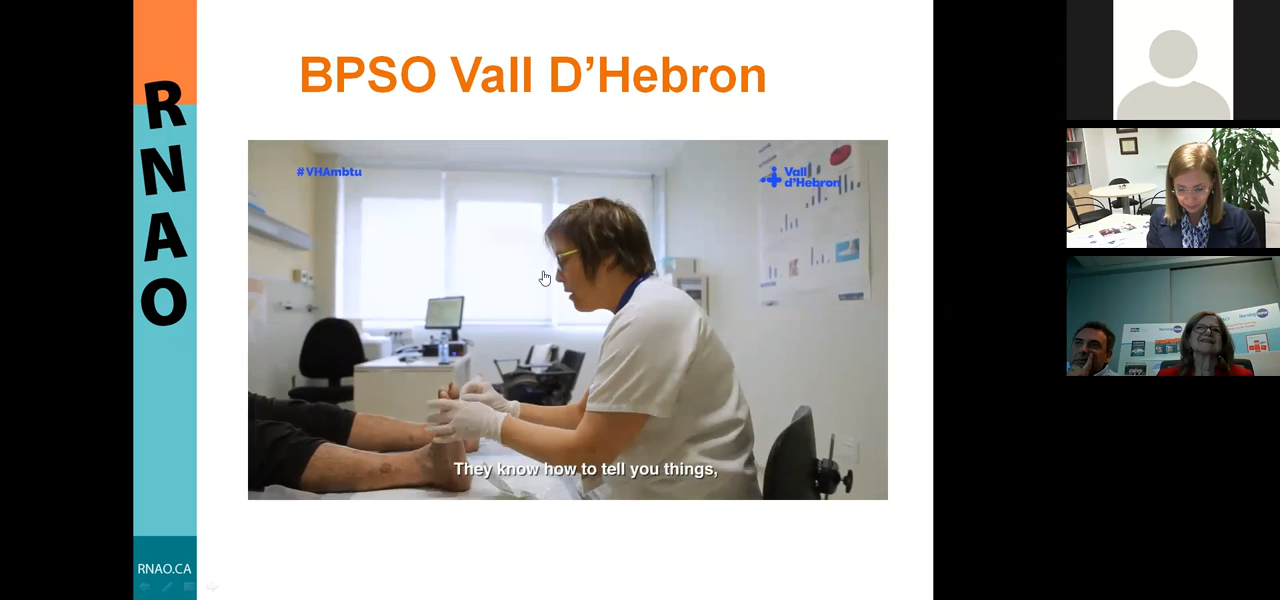 BPSO Vall D’Hebron
RNAO
#VHAmbtu
Vall
d’Hebron
They know how to tell you things,
RNAO.CA